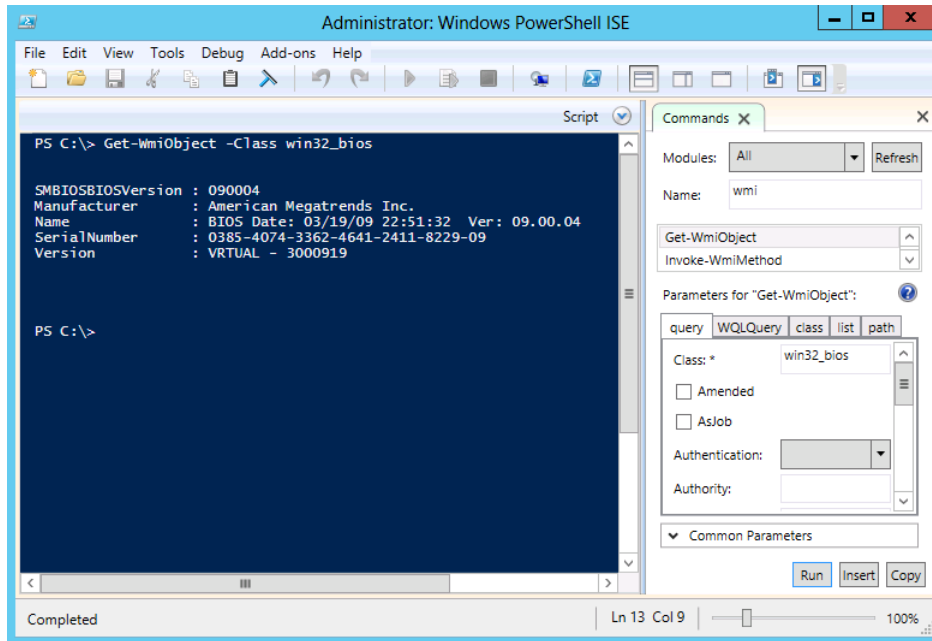 Administrator: Windows PowerShell ISE
File Edit View Tools Debug Add-ons Help
Script
PS C:\> Get-WmiObject -Class win32_bios
SMBIOSBIOSVersion : 090004
Manufacturer : American Megatrends Inc.
Name : BIOS Date: 03/19/09 22:51:32 Ver: 09.00.04
SerialNumber : 0385-4074-3362-4641-2411-8229-09
Version : VRTUAL - 3000919
PS C:\>
Commands
Modules: All Refresh
Name: wmi
Get-WmiObject
Invoke-WmiMethod
Parameters for "Get-WmiObject":
query WQLQuery class list path
Class: * win32_bios
Amended
AsJob
Authentication:
Authority:
Common Parameters
Run Insert Copy
Completed Ln 13 Col 9 100%